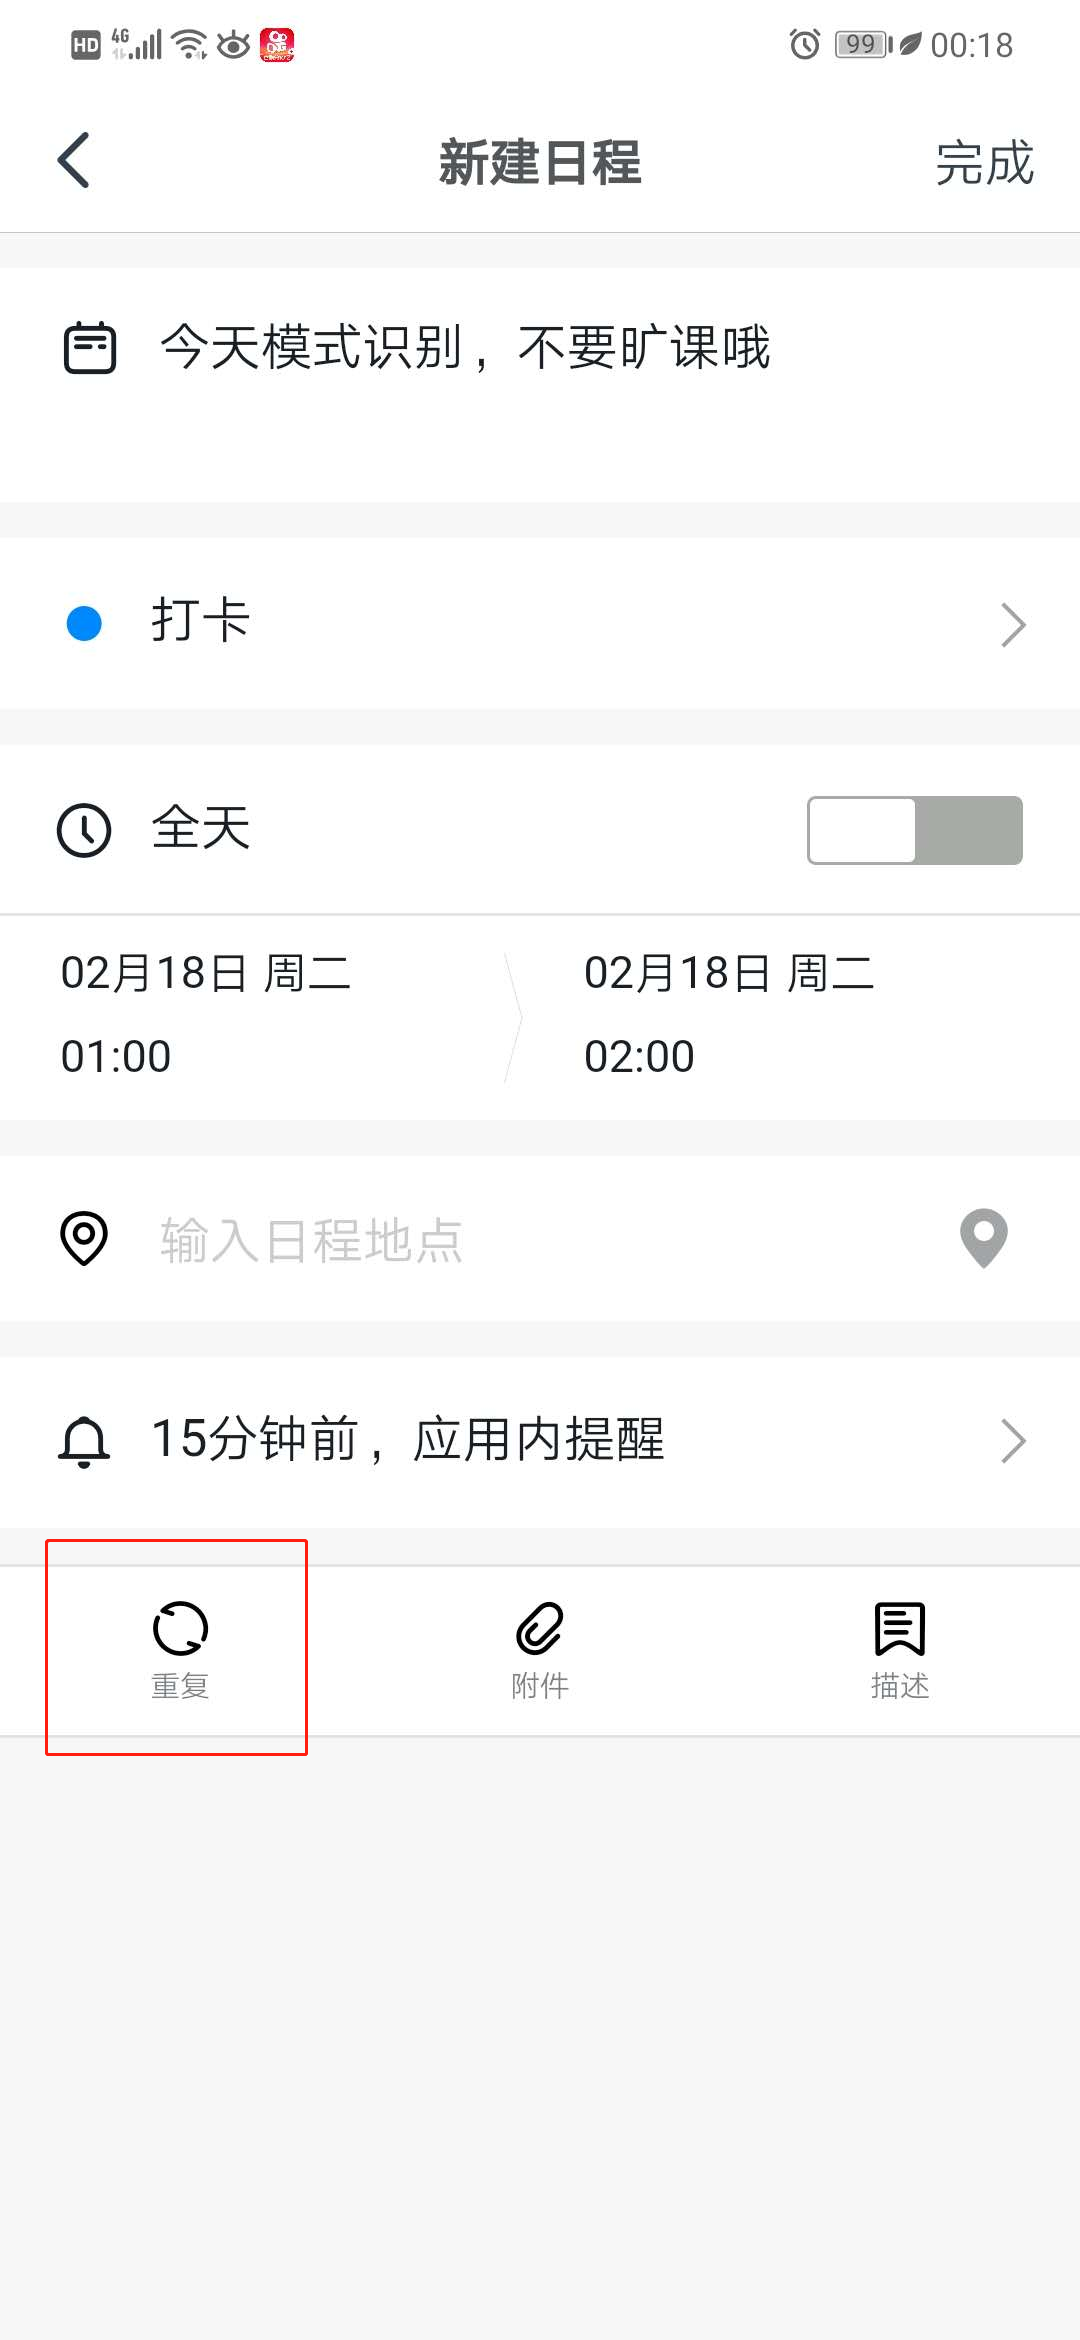 HD 4G 99 00:18
新建日程 完成
今天模式识别，不要旷课哦
打卡
全天
02月18日 周二 02月18日 周二
01:00 02:00
输入日程地点
15分钟前，应用内提醒
重复 附件 描述